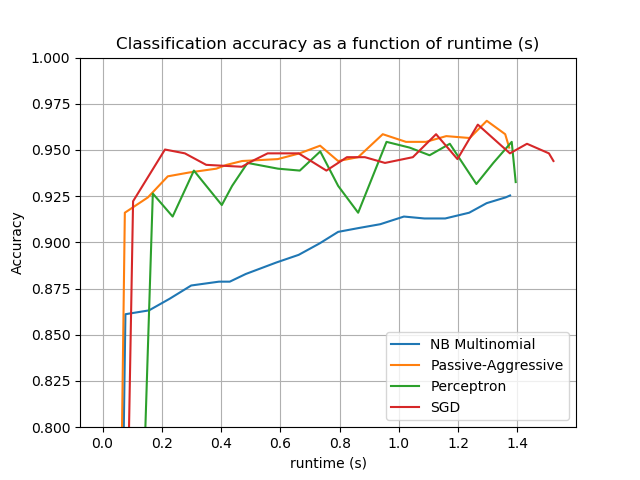 Classification accuracy as a function of runtime (s)
1.000
0.975
0.950
0.925
0.900
0.875
0.850
0.825
0.800
Accuracy
NB Multinomial
Passive-Aggressive
Perceptron
SGD
0.0 0.2 0.4 0.6 0.8 1.0 1.2 1.4
runtime (s)